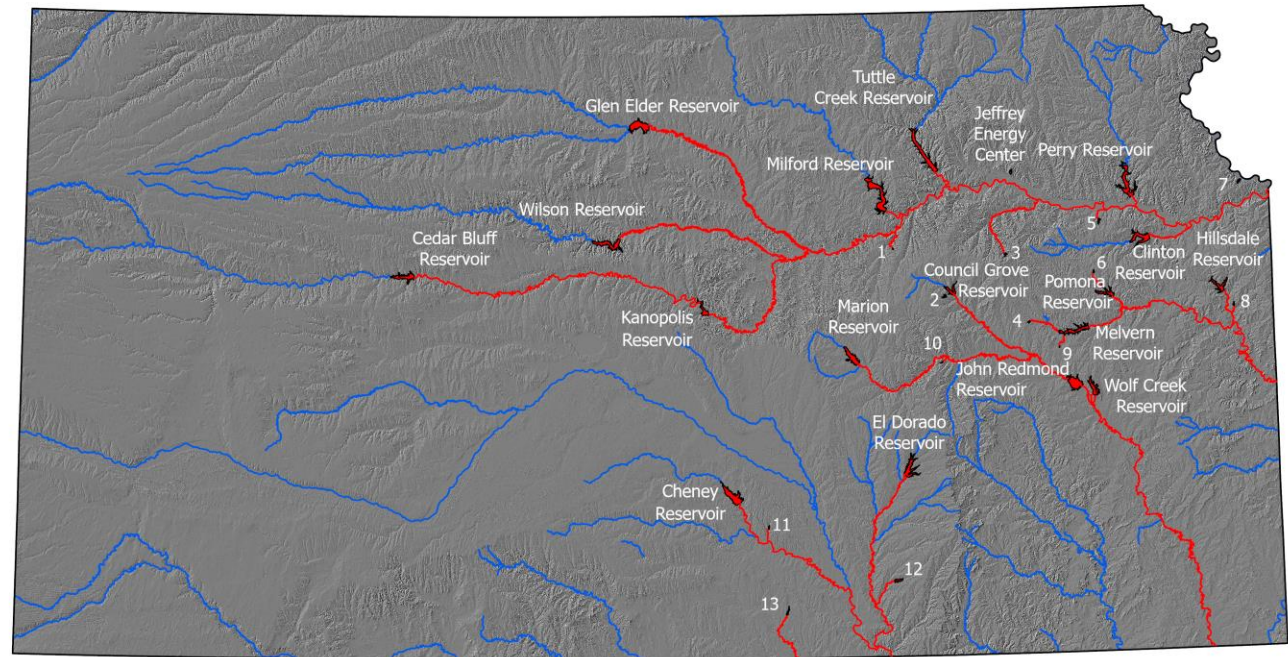 Tuttle
Creek Reservoir
Jeffrey
Energy
Center
Glen Elder Reservoir
Milford Reservoir
Perry Reservoir
7
Wilson Reservoir
Cedar Bluff
Reservoir
1
3
5
Clinton
Reservoir
Hillsdale
Reservoir
6
Council Grove
Reservoir
2
Pomona
Reservoir
8
Kanopolis
Reservoir
Marion
Reservoir
4
Melvern
Reservoir
10
9
John Redmond
Reservoir
Wolf Creek
Reservoir
El Dorado
Reservoir
Cheney
Reservoir
11
12
13